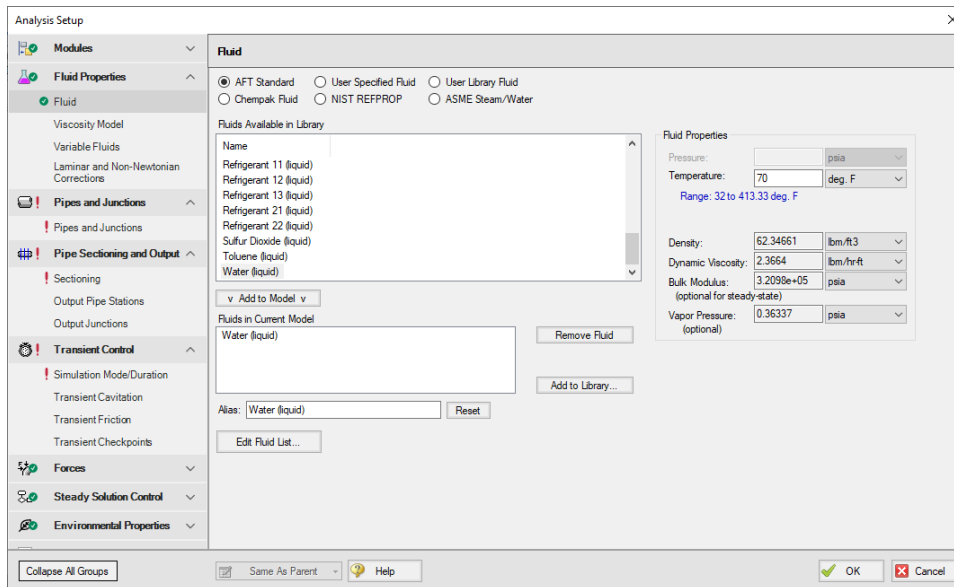 Analysis Setup
Modules
Fluid Properties
Fluid
Viscosity Model
Variable Fluids
Laminar and Non-Newtonian
Corrections
Pipes and Junctions
Pipes and Junctions
Pipe Sectioning and Output
Sectioning
Output Pipe Stations
Output Junctions
Transient Control
Simulation Mode/Duration
Transient Cavitation
Transient Friction
Transient Checkpoints
Forces
Steady Solution Control
Environmental Properties
Collapse All Groups
Fluid
AFT Standard
User Specified Fluid
User Library Fluid
Chempak Fluid
NIST REFPROP
ASME Steam/Water
Fluids Available in Library
Name
Refrigerant 11 (liquid)
Refrigerant 12 (liquid)
Refrigerant 13 (liquid)
Refrigerant 21 (liquid)
Refrigerant 22 (liquid)
Sulfur Dioxide (liquid)
Toluene (liquid)
Water (liquid)
v Add to Model v
Fluids in Current Model
Water (liquid)
Remove Fluid
Add to Library...
Alias: Water (liquid) Reset
Edit Fluid List...
Fluid Properties
Pressure: psia
Temperature: 70 deg. F
Range: 32 to 413.33 deg. F
Density: 62.34661 lbm/ft3
Dynamic Viscosity: 2.3664 lbm/hr-ft
Bulk Modulus: 3.2098e+05 psia
(optional for steady-state)
Vapor Pressure: 0.36337 psia
(optional)
Same As Parent
Help
OK
Cancel